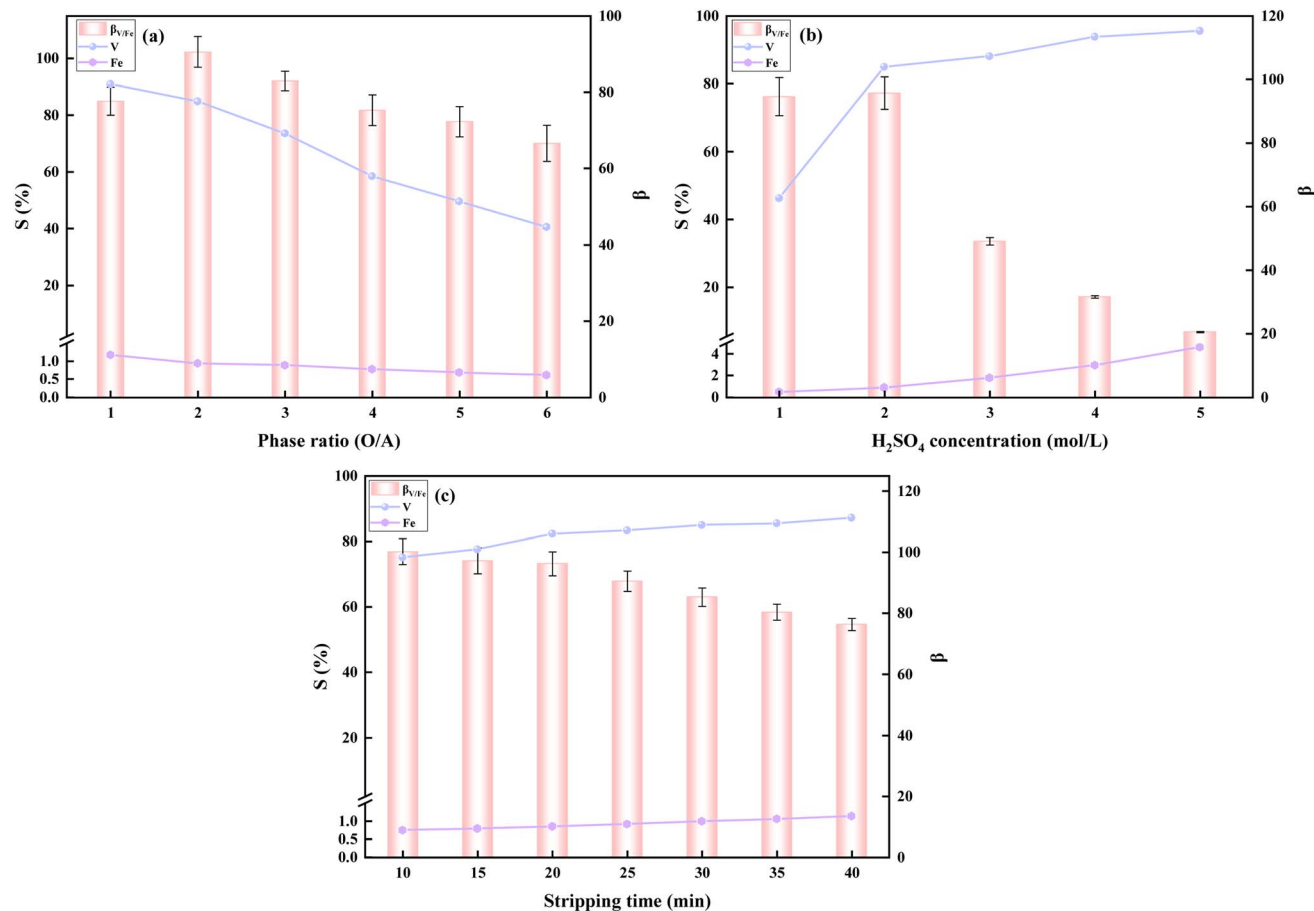 (a)
β_V/Fe
V
Fe
S (%)
100
80
60
40
20
1.0
0.5
0.0
1 2 3 4 5 6
Phase ratio (O/A)
100
80
60
40
20
0
β
(b)
β_V/Fe
V
Fe
S (%)
100
80
60
40
20
4
2
0
1 2 3 4 5
H₂SO₄ concentration (mol/L)
120
100
80
60
40
20
0
β
(c)
β_V/Fe
V
Fe
S (%)
100
80
60
40
20
1.0
0.5
0.0
10 15 20 25 30 35 40
Stripping time (min)
120
100
80
60
40
20
0
β